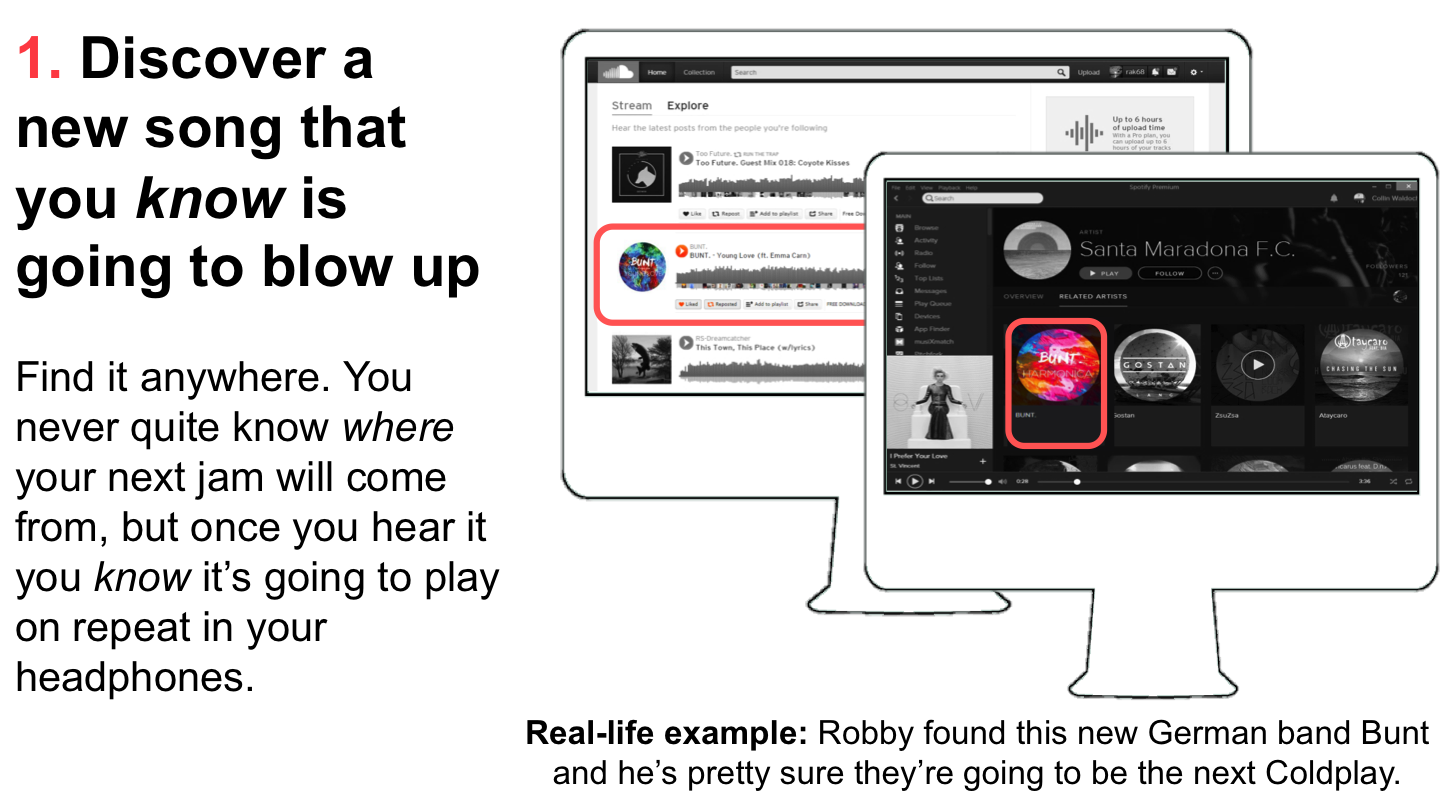 1. Discover a
new song that
you know is
going to blow up
Find it anywhere. You
never quite know where
your next jam will come
from, but once you hear it
you know it's going to play
on repeat in your
headphones.
Home Collection Search Upload rak68
Stream Explore
Hear the latest posts from the people you're following
Too Future. RUN THE TRAP
Too Future. Guest Mix 018: Coyote Kisses
Like Repost Add to playlist Share Free Dow
BUNT
BUNT.
BUNT. - Young Love (ft. Emma Carn)
Liked Reposted Add to playlist Share FREE DOWNLOAD
RS-Dreamcatcher
This Town, This Place (w/lyrics)
Up to 6 hours
of upload time
With a Pro plan, you
can upload up to 6
hours of your tracks
File Edit View Playback Help Spotify Premium
Search
MAIN
Browse
Activity
Radio
Follow
Top Lists
Messages
Play Queue
Devices
App Finder
musiXmatch
I Prefer Your Love
St. Vincent
ARTIST
Santa Maradona F.C.
PLAY FOLLOW
FOLLOWERS
125
OVERVIEW RELATED ARTISTS
BUNT.
HARMONICA
GOSTAN
Ataycaro
CHASING THE SUN
BUNT. Gostan ZsuZsa Ataycaro
0:28 3:36
Real-life example: Robby found this new German band Bunt
and he's pretty sure they're going to be the next Coldplay.